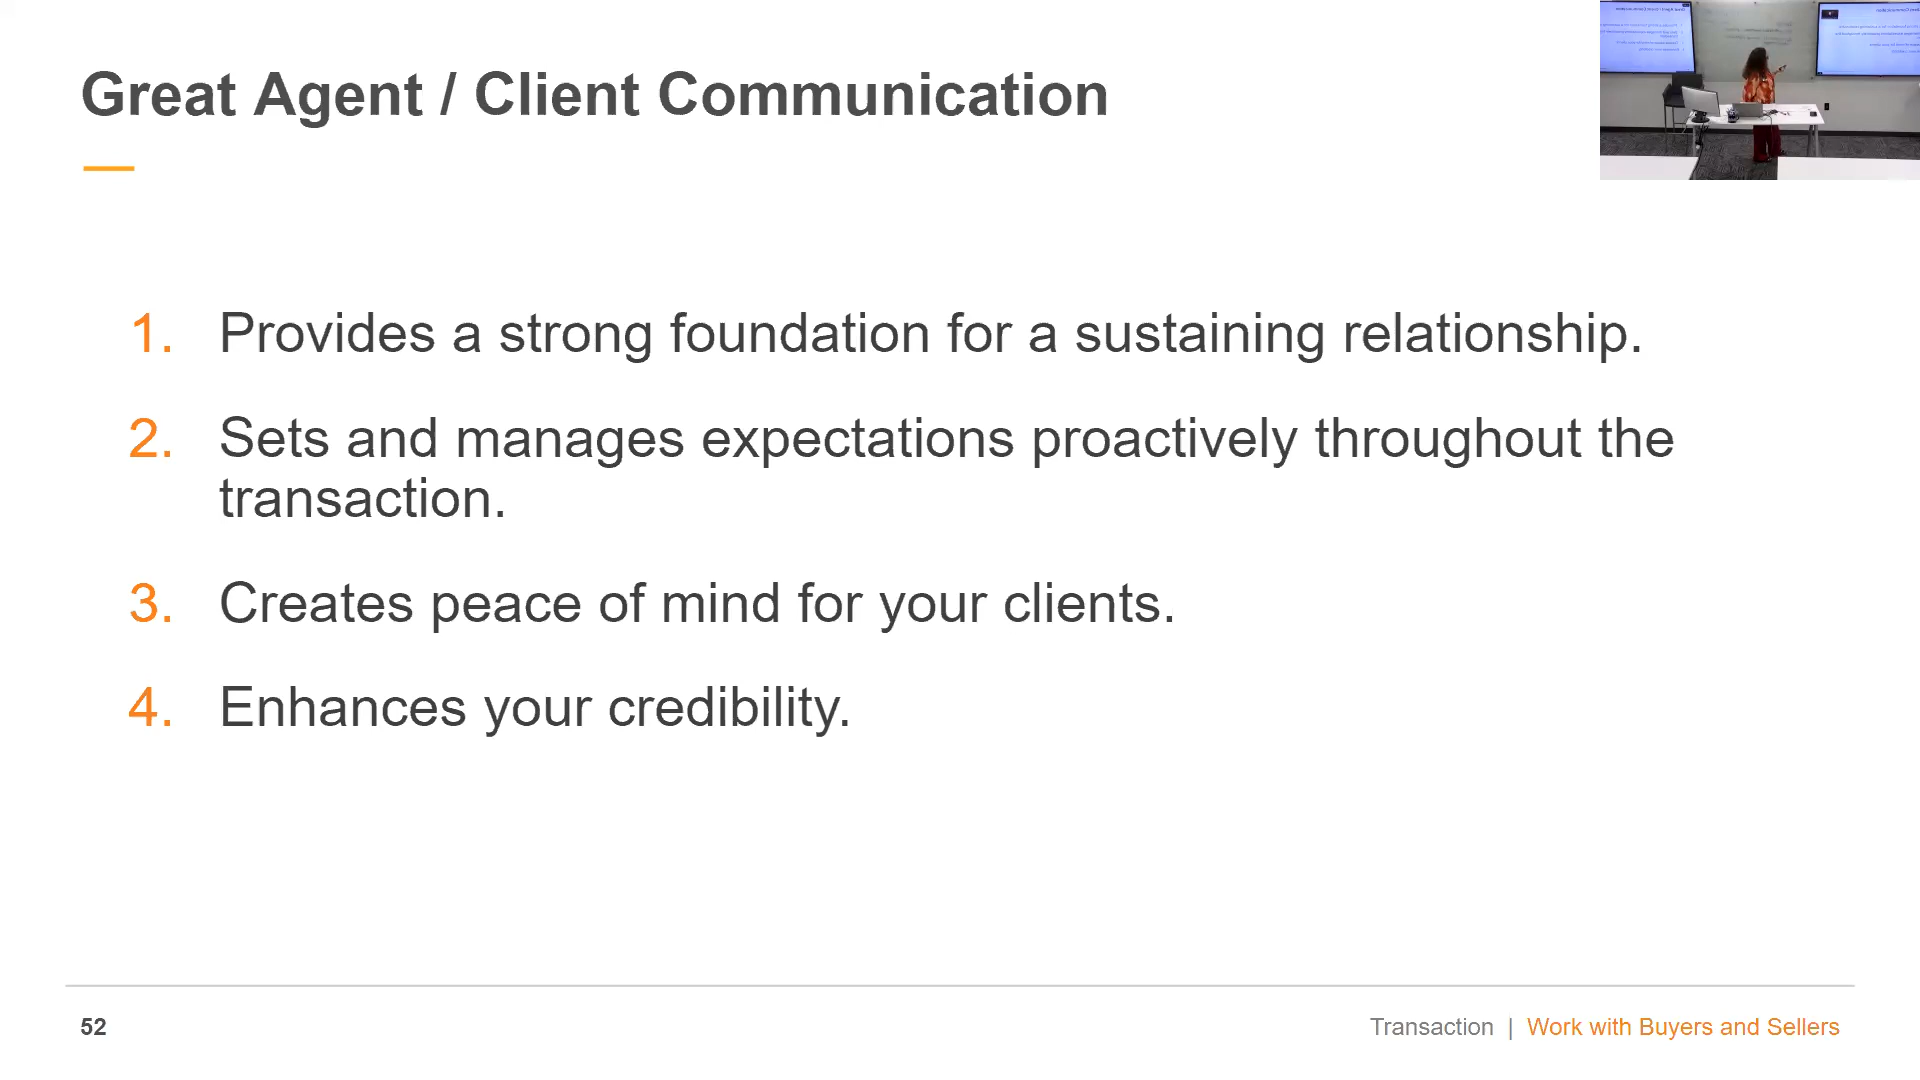 Great Agent / Client Communication
1. Provides a strong foundation for a sustaining relationship.
2. Sets and manages expectations proactively throughout the
transaction.
3. Creates peace of mind for your clients.
4. Enhances your credibility.
52
Transaction | Work with Buyers and Sellers